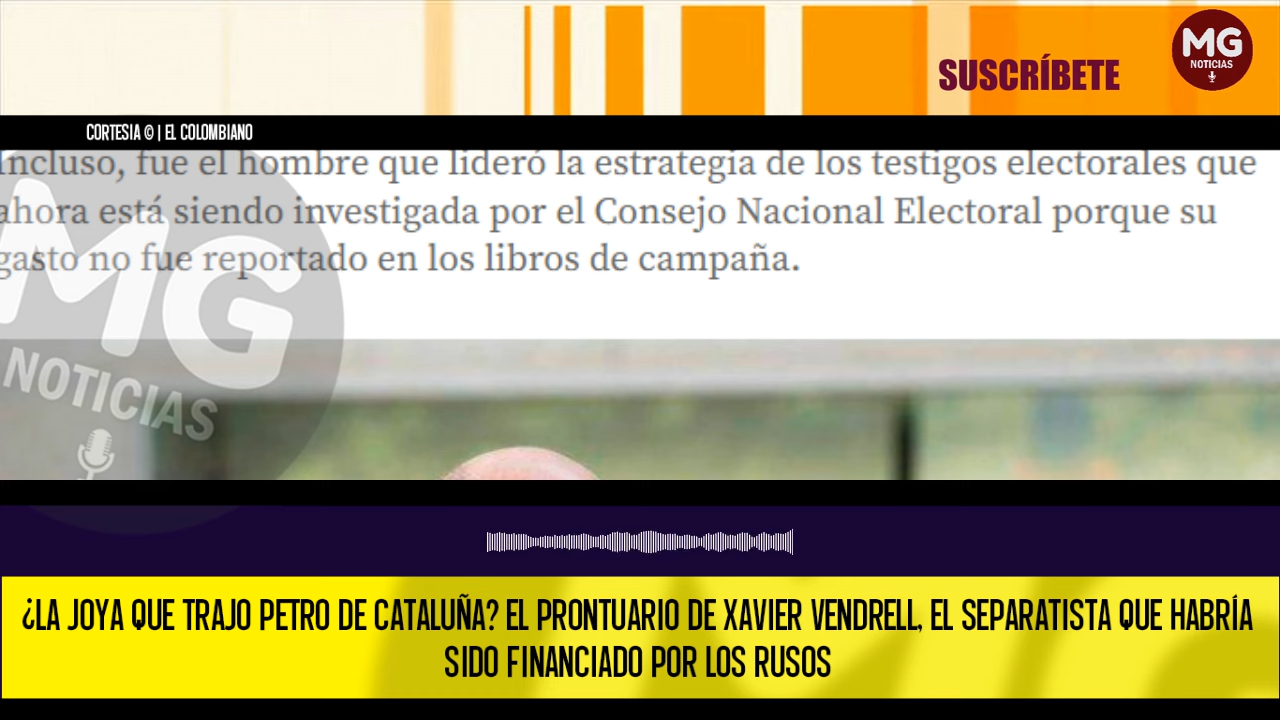 SUSCRÍBETE
MG
NOTICIAS
CORTESIA © | EL COLOMBIANO
Incluso, fue el hombre que lideró la estrategia de los testigos electorales que
ahora está siendo investigada por el Consejo Nacional Electoral porque su
gasto no fue reportado en los libros de campaña.
MG
NOTICIAS
¿LA JOYA QUE TRAJO PETRO DE CATALUÑA? EL PRONTUARIO DE XAVIER VENDRELL, EL SEPARATISTA QUE HABRÍA
SIDO FINANCIADO POR LOS RUSOS